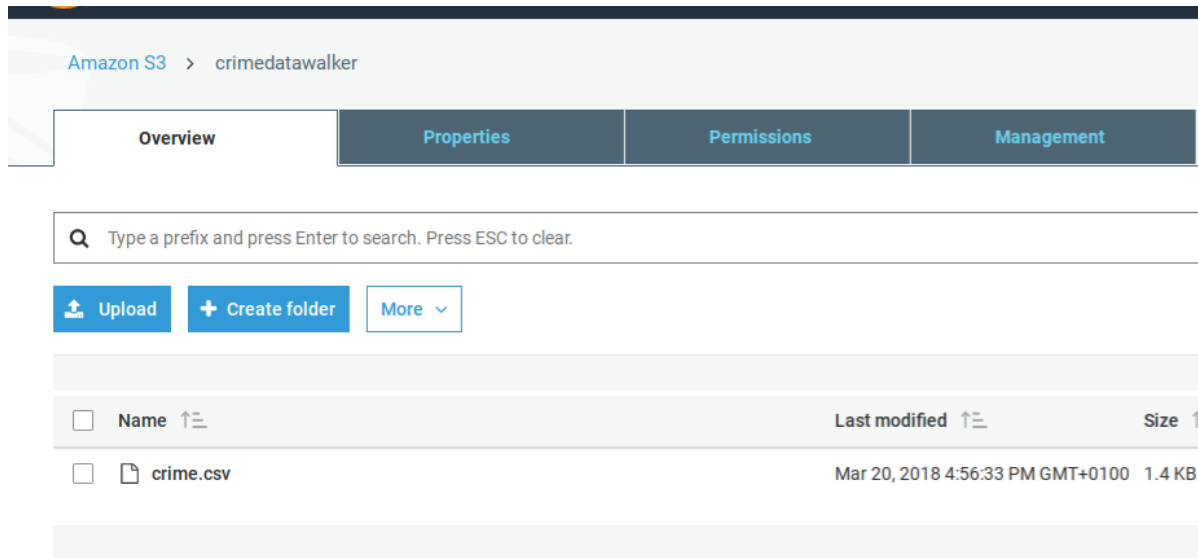 Amazon S3 > crimedatawalker
Overview Properties Permissions Management
Type a prefix and press Enter to search. Press ESC to clear.
Upload + Create folder More
Name Last modified Size
crime.csv Mar 20, 2018 4:56:33 PM GMT+0100 1.4 KB